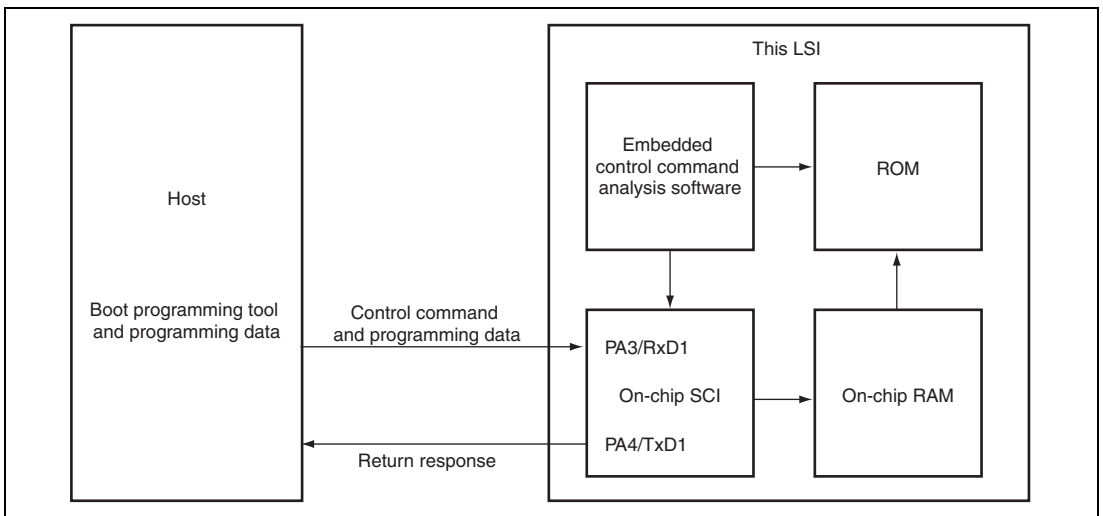 This LSI
Host
Boot programming tool
and programming data
Control command
and programming data
Return response
Embedded
control command
analysis software
ROM
PA3/RxD1
On-chip SCI
PA4/TxD1
On-chip RAM